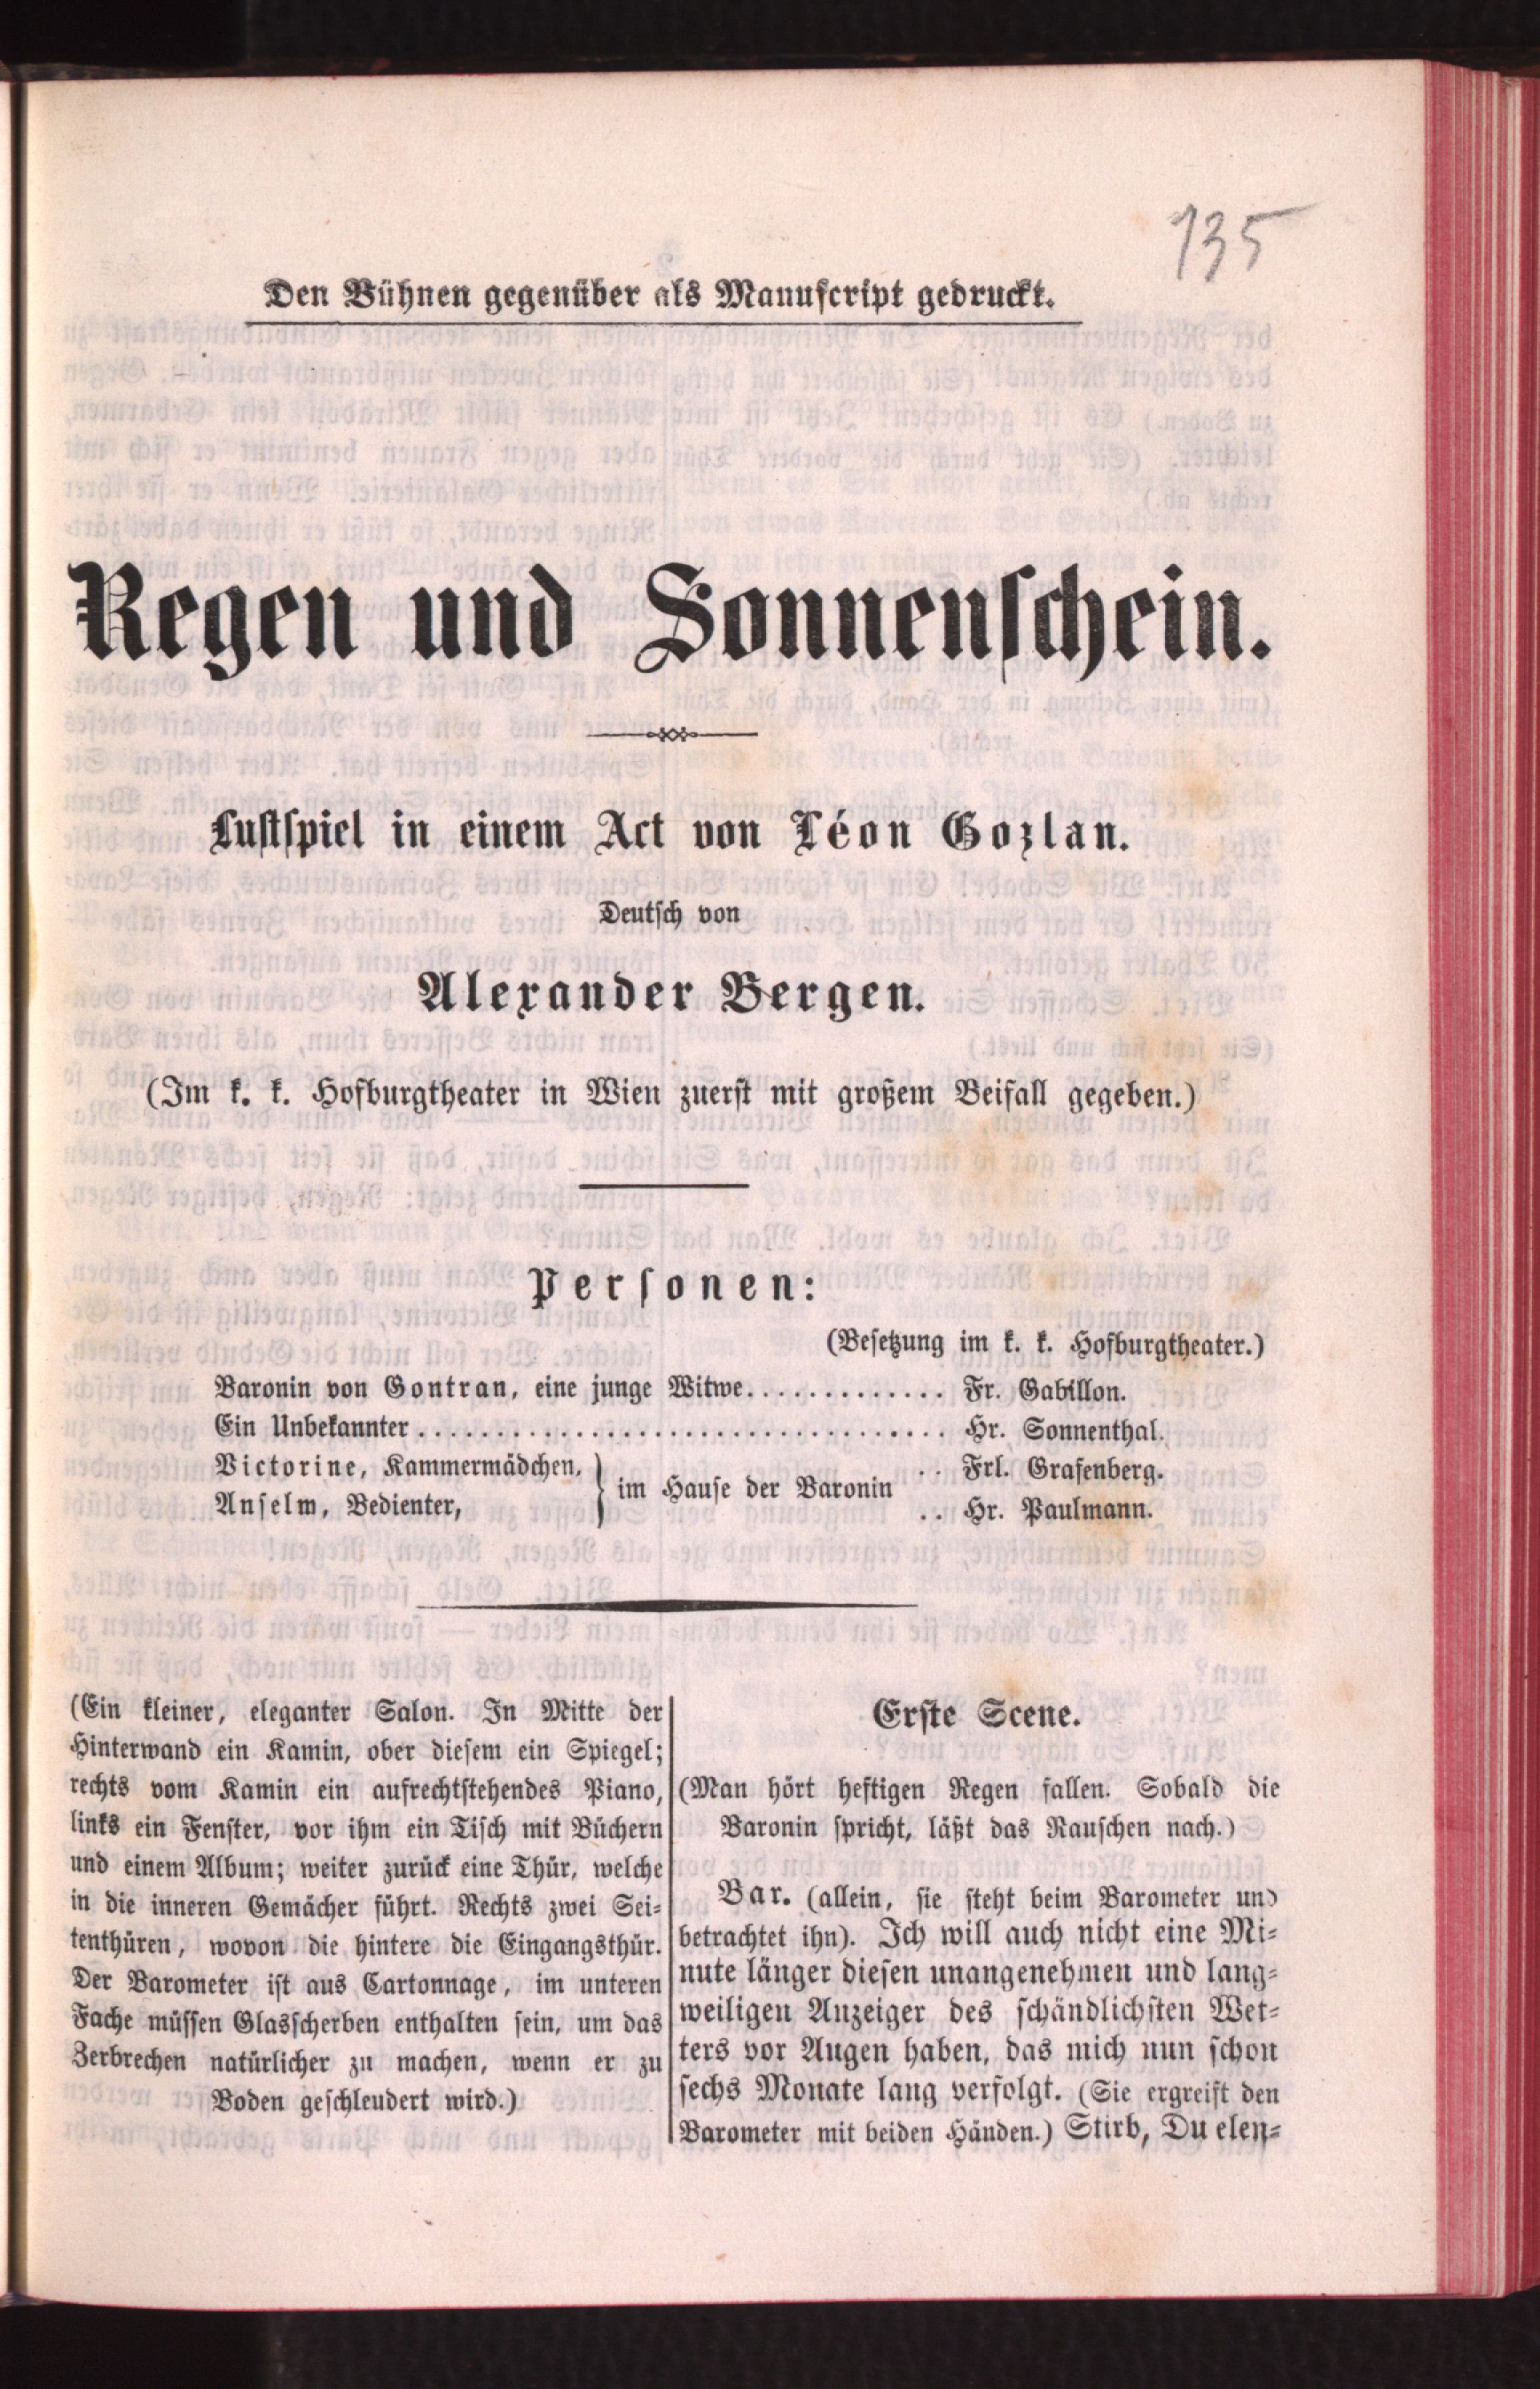 135
Den Bühnen gegenüber als Manuscript gedruckt.
Regen und Sonnenschein.
Lustspiel in einem Act von Léon Gozlan.
Deutsch von
Alexander Bergen.
(Im k. k. Hofburgtheater in Wien zuerst mit großem Beifall gegeben.)
Personen:
(Besetzung im k. k. Hofburgtheater.)
Baronin von Gontran, eine junge Witwe............. Fr. Gabillon.
Ein Unbekannter.................................. Hr. Sonnenthal.
Victorine, Kammermädchen, } im Hause der Baronin .. Frl. Grafenberg.
Anselm, Bedienter, .. Hr. Paulmann.
(Ein kleiner, eleganter Salon. In Mitte der
Hinterwand ein Kamin, ober diesem ein Spiegel;
rechts vom Kamin ein aufrechtstehendes Piano,
links ein Fenster, vor ihm ein Tisch mit Büchern
und einem Album; weiter zurück eine Thür, welche
in die inneren Gemächer führt. Rechts zwei Sei-
tenthüren, wovon die hintere die Eingangsthür.
Der Barometer ist aus Cartonnage, im unteren
Fache müssen Glasscherben enthalten sein, um das
Zerbrechen natürlicher zu machen, wenn er zu
Boden geschleudert wird.)
Erste Scene.
(Man hört heftigen Regen fallen. Sobald die
Baronin spricht, läßt das Rauschen nach.)
Bar. (allein, sie steht beim Barometer und
betrachtet ihn). Ich will auch nicht eine Mi-
nute länger diesen unangenehmen und lang-
weiligen Anzeiger des schändlichsten Wet-
ters vor Augen haben, das mich nun schon
sechs Monate lang verfolgt. (Sie ergreift den
Barometer mit beiden Händen.) Stirb, Du elen-